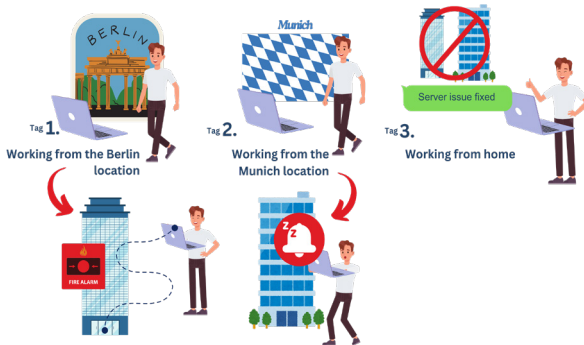 BERLIN
Munich
Server issue fixed
Tag 1.
Working from the Berlin
location
Tag 2.
Working from the
Munich location
Tag 3.
Working from home
FIRE ALARM
Z
Z